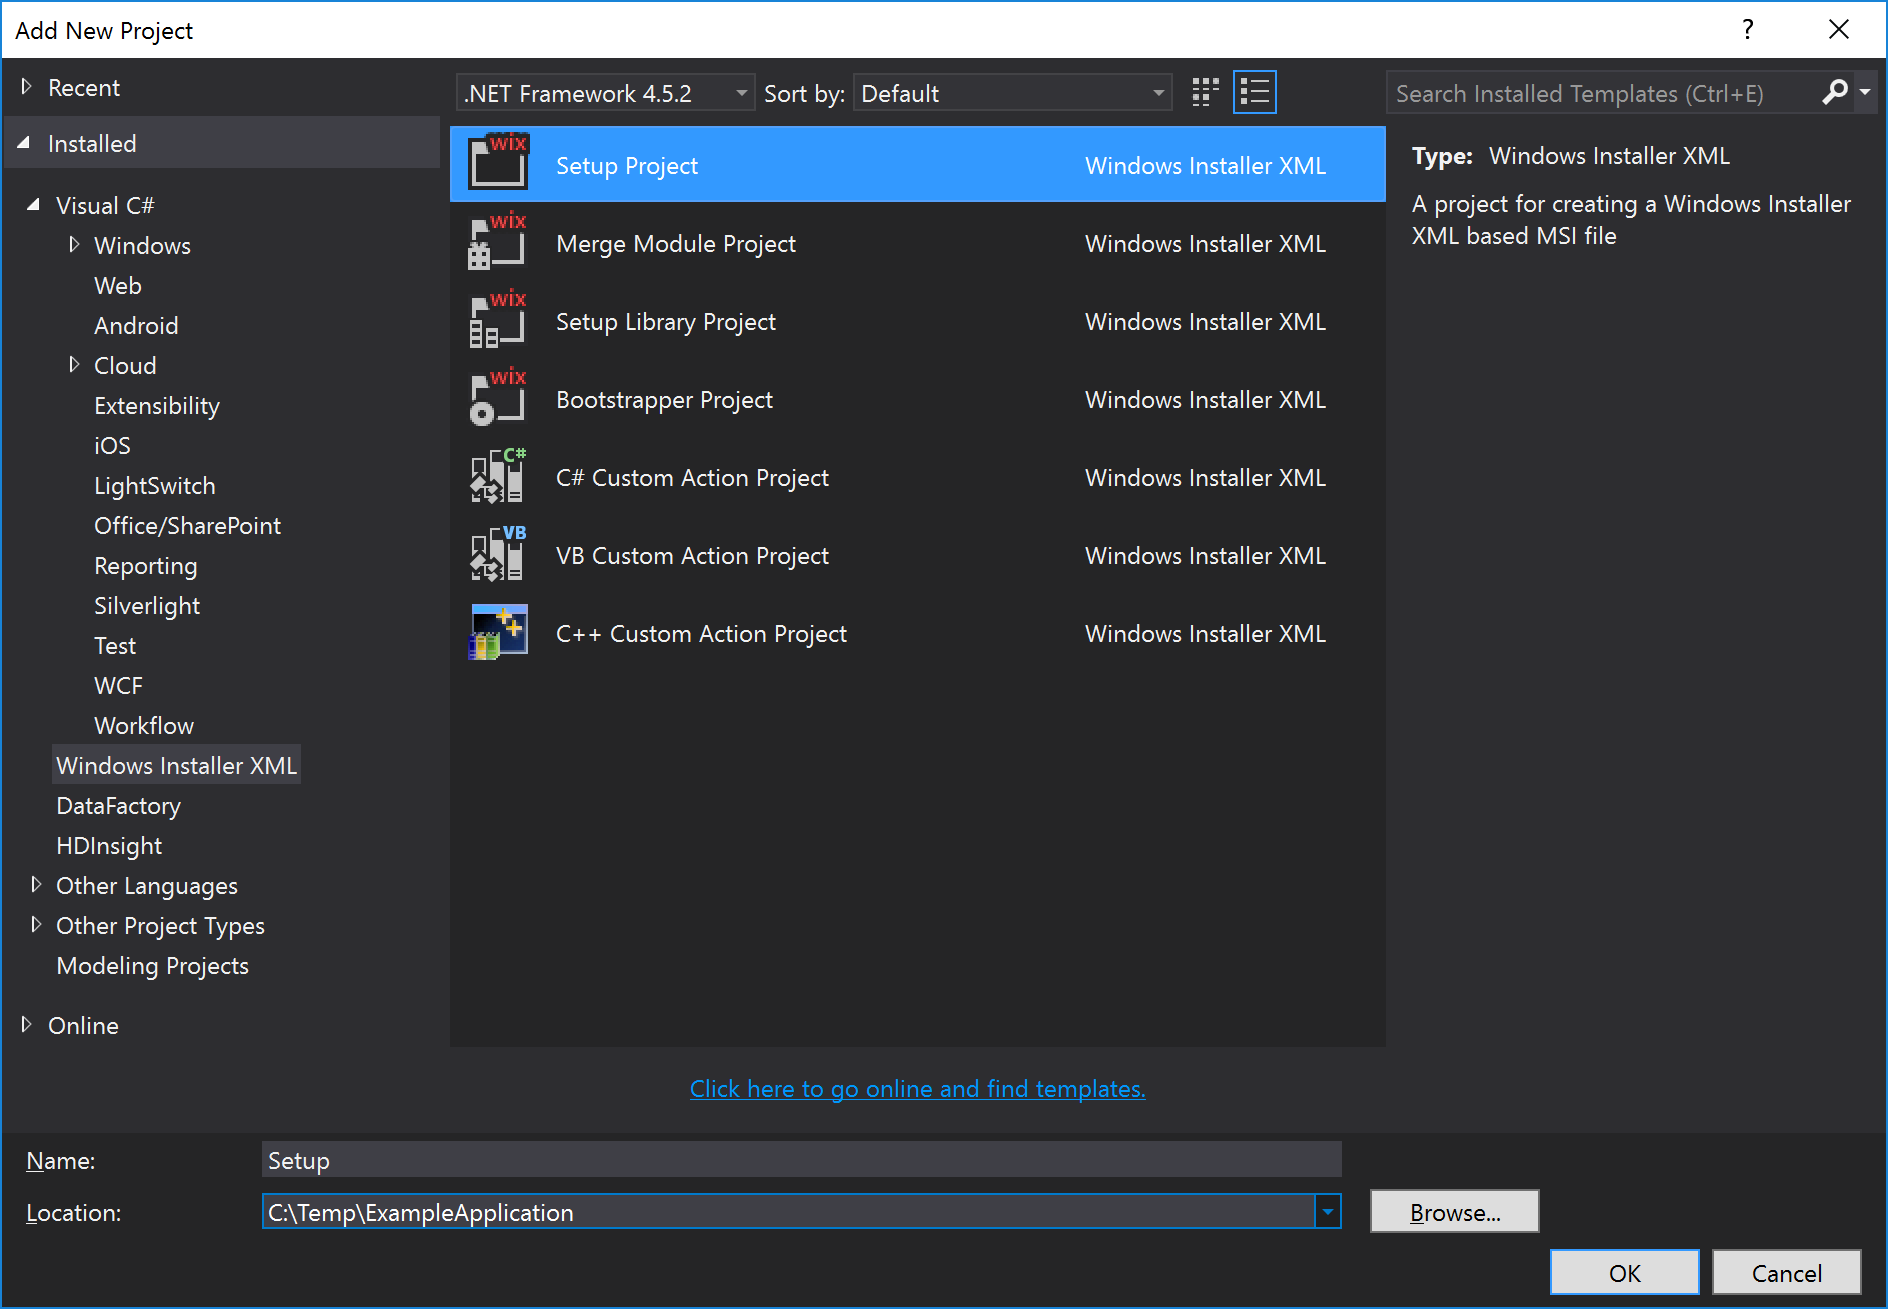 Add New Project
?
Recent
Installed
Visual C#
Windows
Web
Android
Cloud
Extensibility
iOS
LightSwitch
Office/SharePoint
Reporting
Silverlight
Test
WCF
Workflow
Windows Installer XML
DataFactory
HDInsight
Other Languages
Other Project Types
Modeling Projects
Online
.NET Framework 4.5.2
Sort by: Default
Search Installed Templates (Ctrl+E)
wix Setup Project Windows Installer XML
wix Merge Module Project Windows Installer XML
wix Setup Library Project Windows Installer XML
wix Bootstrapper Project Windows Installer XML
C# C# Custom Action Project Windows Installer XML
VB VB Custom Action Project Windows Installer XML
C++ Custom Action Project Windows Installer XML
Type: Windows Installer XML
A project for creating a Windows Installer
XML based MSI file
Click here to go online and find templates.
Name: Setup
Location: C:\Temp\ExampleApplication
Browse...
OK
Cancel